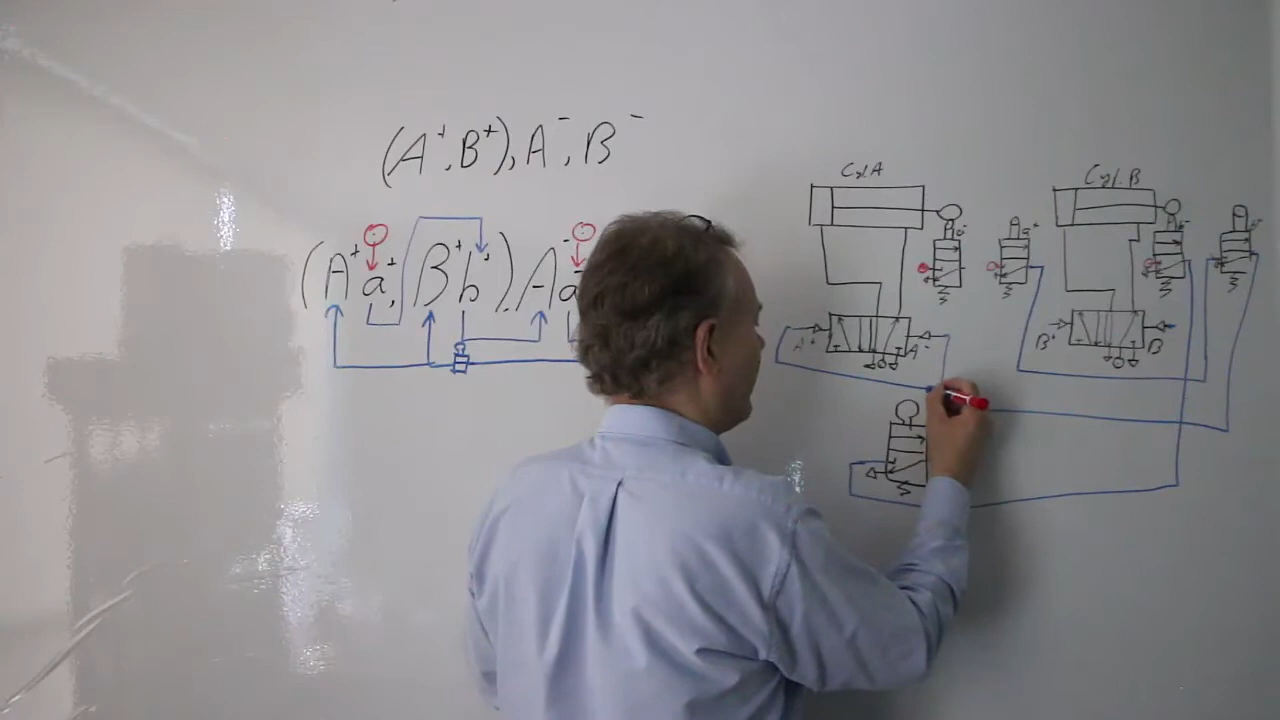 (A⁺, B⁺), A⁻, B⁻
(A⁺ a⁺, B⁺ b⁺), A⁻ a
Cyl A
Cyl. B
a⁺
A⁺
A⁻
B⁺
B